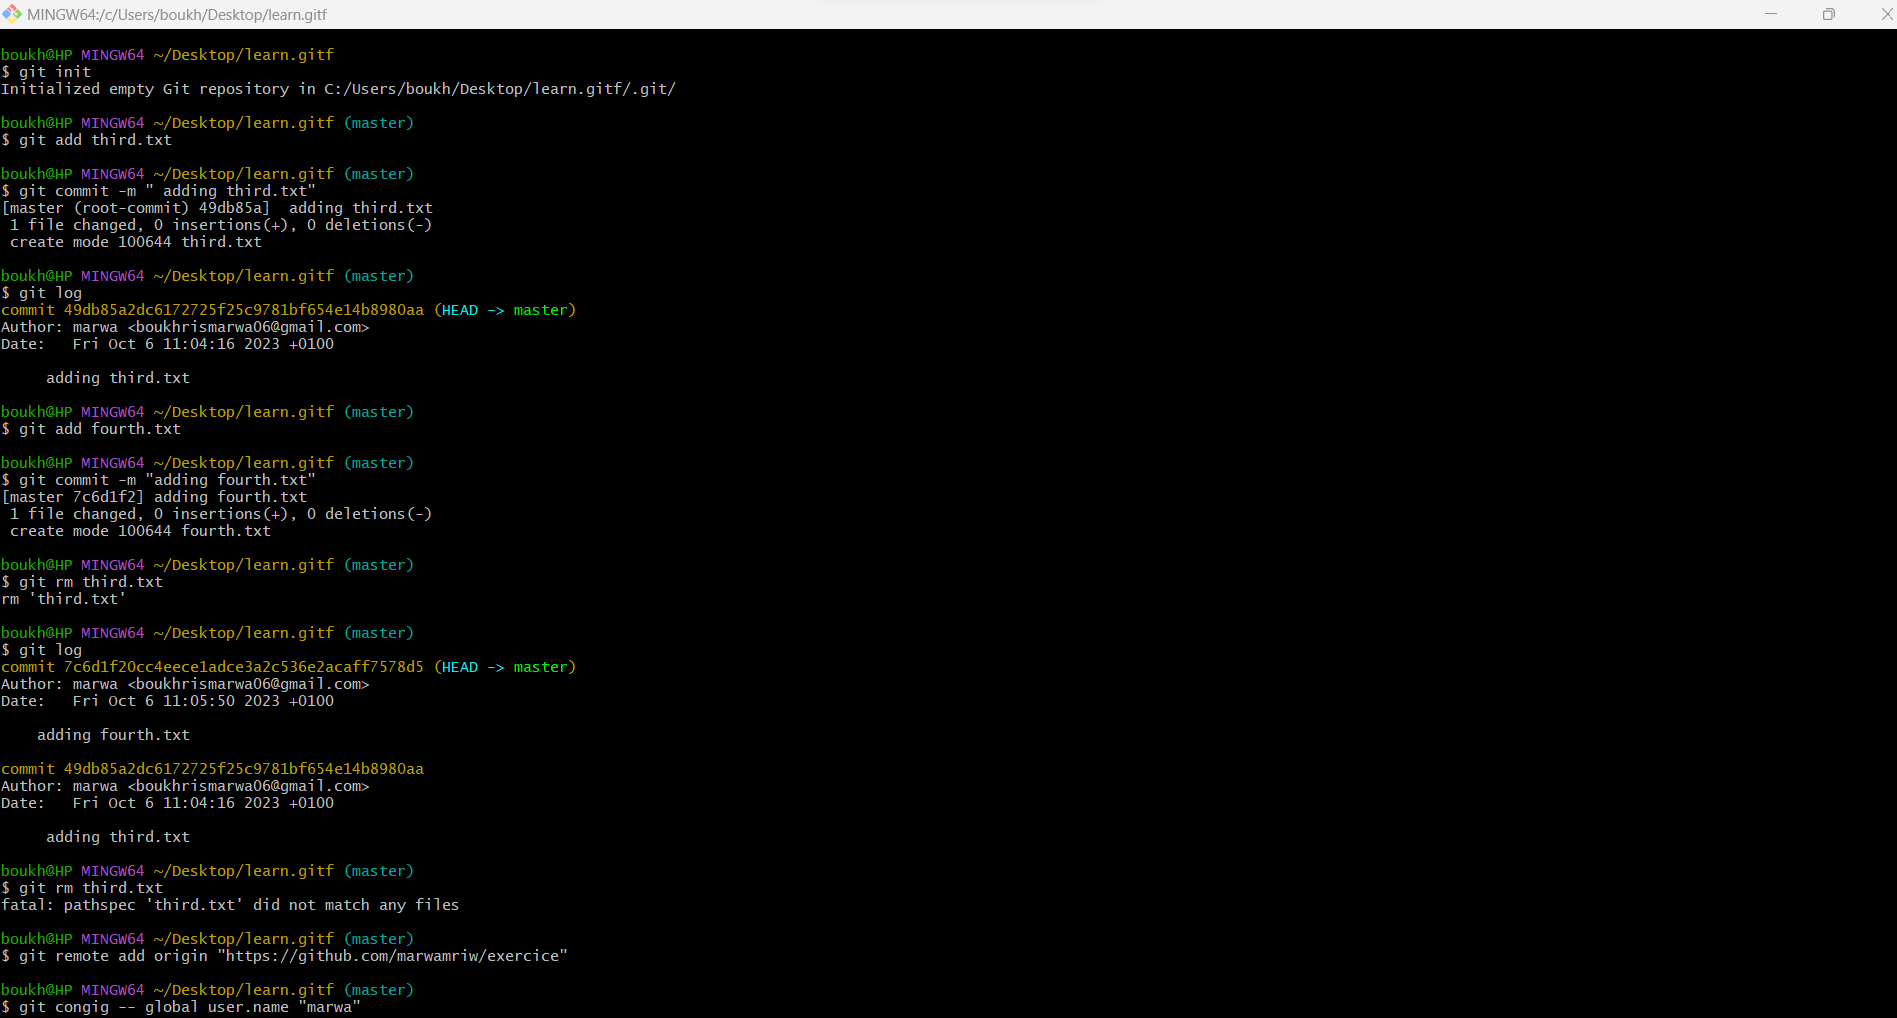 MINGW64:/c/Users/boukh/Desktop/learn.gitf
boukh@HP MINGW64 ~/Desktop/learn.gitf
$ git init
Initialized empty Git repository in C:/Users/boukh/Desktop/learn.gitf/.git/
boukh@HP MINGW64 ~/Desktop/learn.gitf (master)
$ git add third.txt
boukh@HP MINGW64 ~/Desktop/learn.gitf (master)
$ git commit -m " adding third.txt"
[master (root-commit) 49db85a]  adding third.txt
 1 file changed, 0 insertions(+), 0 deletions(-)
 create mode 100644 third.txt
boukh@HP MINGW64 ~/Desktop/learn.gitf (master)
$ git log
commit 49db85a2dc6172725f25c9781bf654e14b8980aa (HEAD -> master)
Author: marwa <boukhrismarwa06@gmail.com>
Date:   Fri Oct 6 11:04:16 2023 +0100
     adding third.txt
boukh@HP MINGW64 ~/Desktop/learn.gitf (master)
$ git add fourth.txt
boukh@HP MINGW64 ~/Desktop/learn.gitf (master)
$ git commit -m "adding fourth.txt"
[master 7c6d1f2] adding fourth.txt
 1 file changed, 0 insertions(+), 0 deletions(-)
 create mode 100644 fourth.txt
boukh@HP MINGW64 ~/Desktop/learn.gitf (master)
$ git rm third.txt
rm 'third.txt'
boukh@HP MINGW64 ~/Desktop/learn.gitf (master)
$ git log
commit 7c6d1f20cc4eece1adce3a2c536e2acaff7578d5 (HEAD -> master)
Author: marwa <boukhrismarwa06@gmail.com>
Date:   Fri Oct 6 11:05:50 2023 +0100
    adding fourth.txt
commit 49db85a2dc6172725f25c9781bf654e14b8980aa
Author: marwa <boukhrismarwa06@gmail.com>
Date:   Fri Oct 6 11:04:16 2023 +0100
     adding third.txt
boukh@HP MINGW64 ~/Desktop/learn.gitf (master)
$ git rm third.txt
fatal: pathspec 'third.txt' did not match any files
boukh@HP MINGW64 ~/Desktop/learn.gitf (master)
$ git remote add origin "https://github.com/marwamriw/exercice"
boukh@HP MINGW64 ~/Desktop/learn.gitf (master)
$ git congig -- global user.name "marwa"